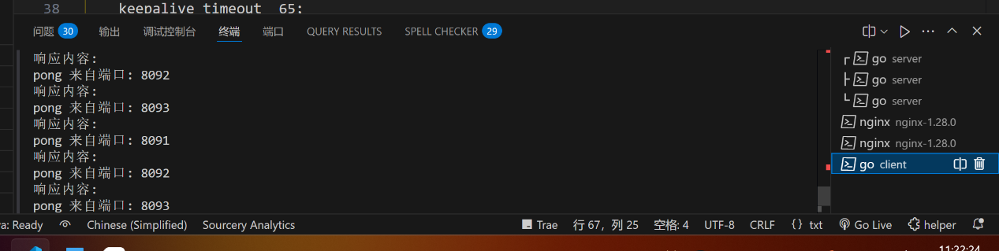 38 keepalive_timeout 65;
问题 30 输出 调试控制台 终端 端口 QUERY RESULTS SPELL CHECKER 29
响应内容:
pong 来自端口: 8092
响应内容:
pong 来自端口: 8093
响应内容:
pong 来自端口: 8091
响应内容:
pong 来自端口: 8092
响应内容:
pong 来自端口: 8093
go server
go server
go server
nginx nginx-1.28.0
nginx nginx-1.28.0
go client
a: Ready Chinese (Simplified) Sourcery Analytics Trae 行 67，列 25 空格: 4 UTF-8 CRLF {} txt Go Live helper
11:22:24